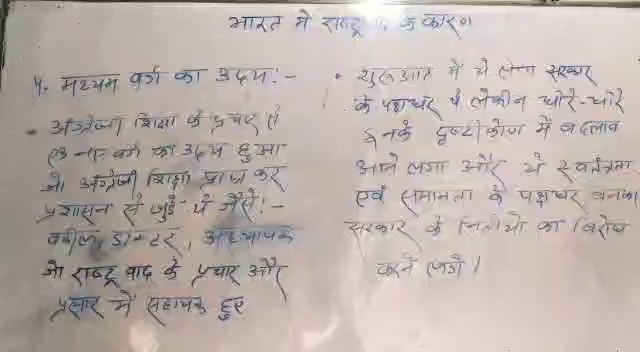 भारत मे राष्ट्र के कारण
4. मध्यम वर्ग का उदय:-
• अंग्रेजी शिक्षा के प्रचार से
एक नए वर्ग का उदय हुआ
जो अंग्रेजी शिक्षा प्राप्त कर
प्रशासन से जुड़े थे जैसे:-
वकील, डॉक्टर, अध्यापक
जो राष्ट्र वाद के प्रचार और
प्रसार में सहायक हुए
• शुरूआत में ये लोग सरकार
के पक्षधर थे लेकीन धीरे-धीरे
इनके दृष्टीकोण में बदलाव
आने लगा और ये स्वतंत्रता
एवं समानता के पक्षधर बनकर
सरकार के नितीयो का विरोध
करने लगे।